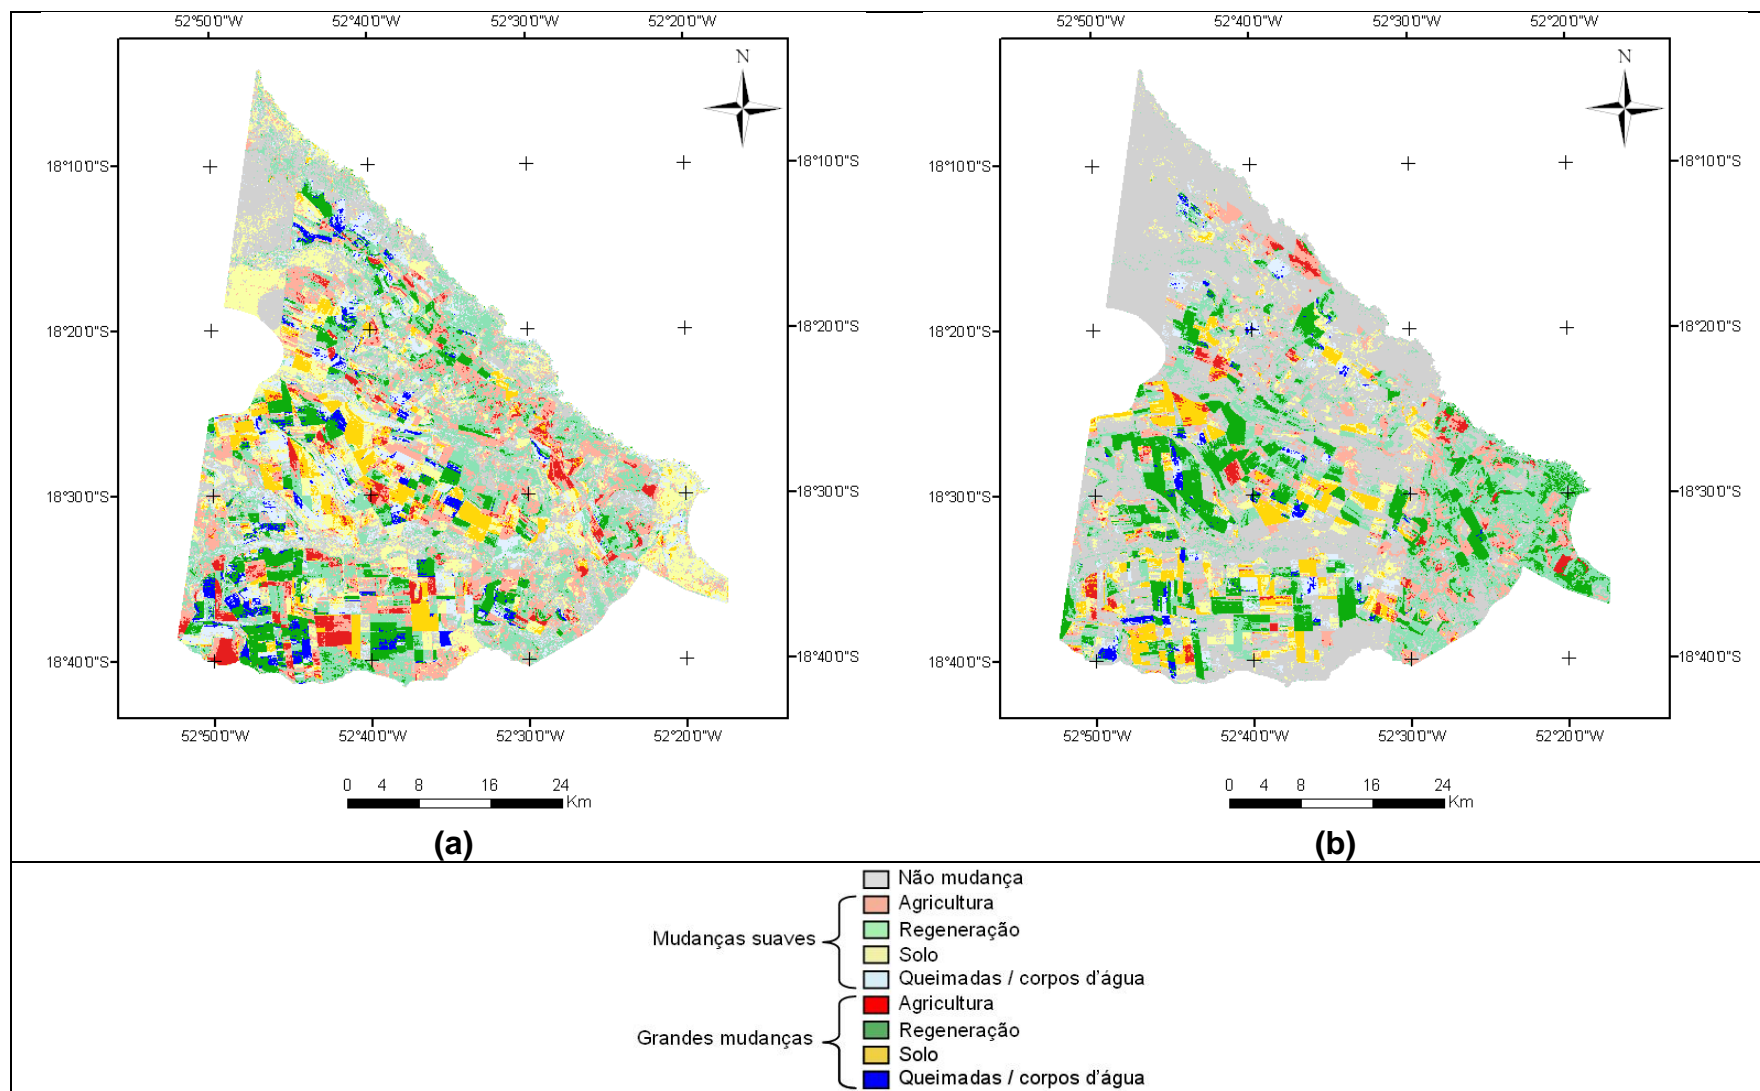 52°50'0"W 52°40'0"W 52°30'0"W 52°20'0"W
52°50'0"W 52°40'0"W 52°30'0"W 52°20'0"W
N
N
18°10'0"S 18°10'0"S
18°10'0"S 18°10'0"S
18°20'0"S 18°20'0"S
18°20'0"S 18°20'0"S
18°30'0"S 18°30'0"S
18°30'0"S 18°30'0"S
18°40'0"S 18°40'0"S
18°40'0"S 18°40'0"S
52°50'0"W 52°40'0"W 52°30'0"W 52°20'0"W
52°50'0"W 52°40'0"W 52°30'0"W 52°20'0"W
0 4 8 16 24
Km
0 4 8 16 24
Km
(a)
(b)
Não mudança
Mudanças suaves
Agricultura
Regeneração
Solo
Queimadas / corpos d'água
Grandes mudanças
Agricultura
Regeneração
Solo
Queimadas / corpos d'água